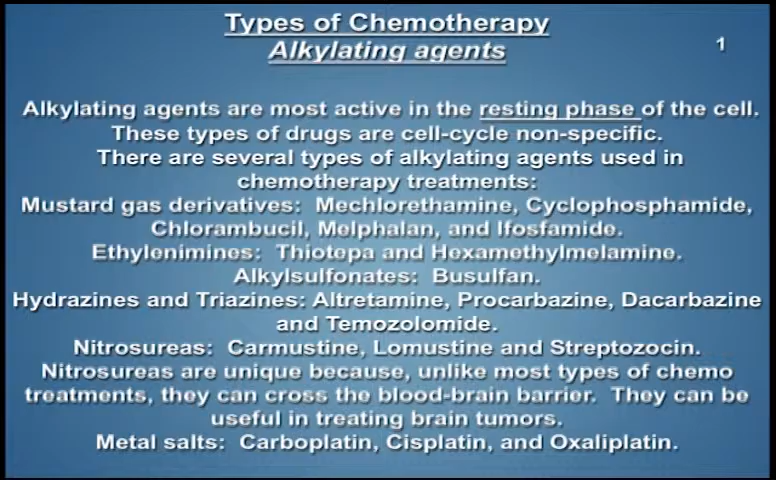 Types of Chemotherapy
Alkylating agents
1
Alkylating agents are most active in the resting phase of the cell.
These types of drugs are cell-cycle non-specific.
There are several types of alkylating agents used in
chemotherapy treatments:
Mustard gas derivatives: Mechlorethamine, Cyclophosphamide,
Chlorambucil, Melphalan, and Ifosfamide.
Ethylenimines: Thiotepa and Hexamethylmelamine.
Alkylsulfonates: Busulfan.
Hydrazines and Triazines: Altretamine, Procarbazine, Dacarbazine
and Temozolomide.
Nitrosureas: Carmustine, Lomustine and Streptozocin.
Nitrosureas are unique because, unlike most types of chemo
treatments, they can cross the blood-brain barrier. They can be
useful in treating brain tumors.
Metal salts: Carboplatin, Cisplatin, and Oxaliplatin.